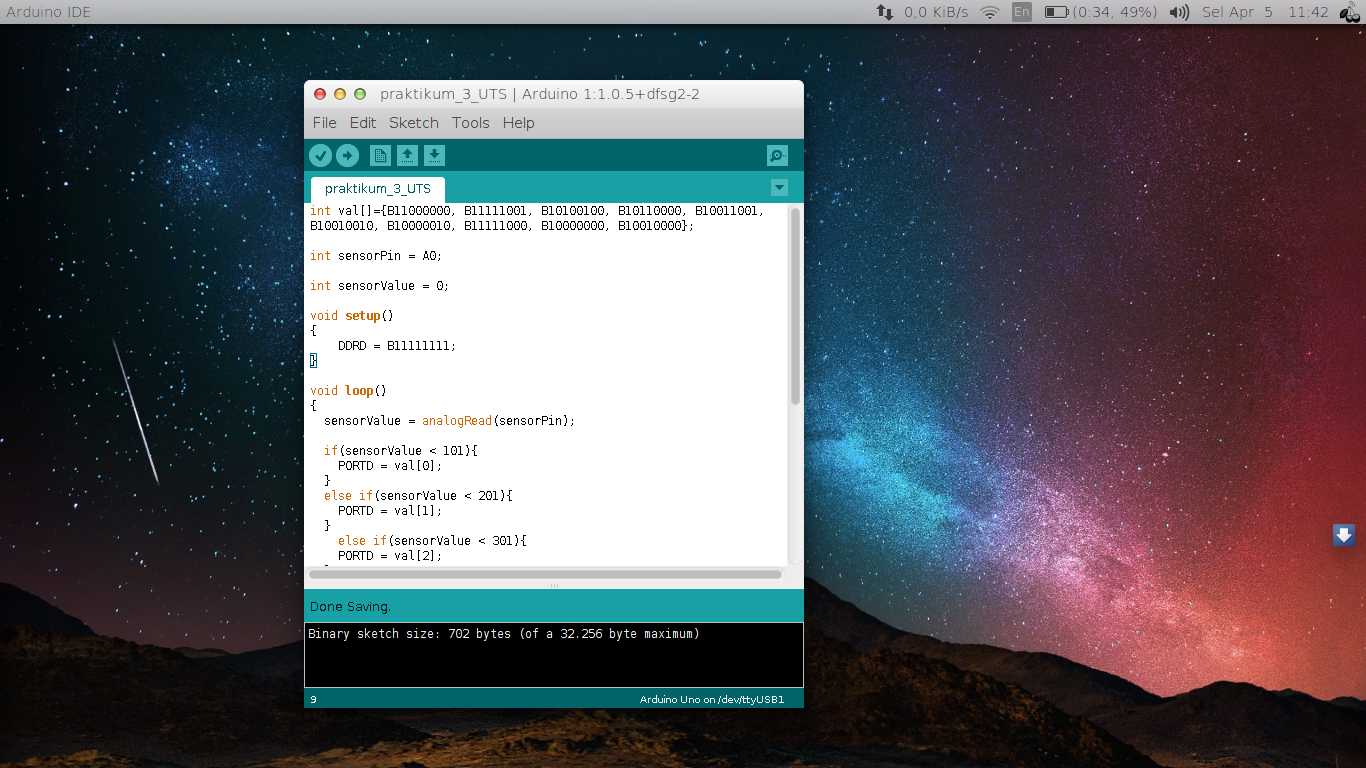 Arduino IDE
0,0 KiB/s En (0:34, 49%) Sel Apr 5 11:42
praktikum_3_UTS | Arduino 1:1.0.5+dfsg2-2
File Edit Sketch Tools Help
praktikum_3_UTS
int val[]={B11000000, B11111001, B10100100, B10110000, B10011001,
B10010010, B10000010, B11111000, B10000000, B10010000};
int sensorPin = A0;
int sensorValue = 0;
void setup()
{
DDRD = B11111111;
}
void loop()
{
sensorValue = analogRead(sensorPin);
if(sensorValue < 101){
PORTD = val[0];
}
else if(sensorValue < 201){
PORTD = val[1];
}
else if(sensorValue < 301){
PORTD = val[2];
Done Saving.
Binary sketch size: 702 bytes (of a 32.256 byte maximum)
9
Arduino Uno on /dev/ttyUSB1